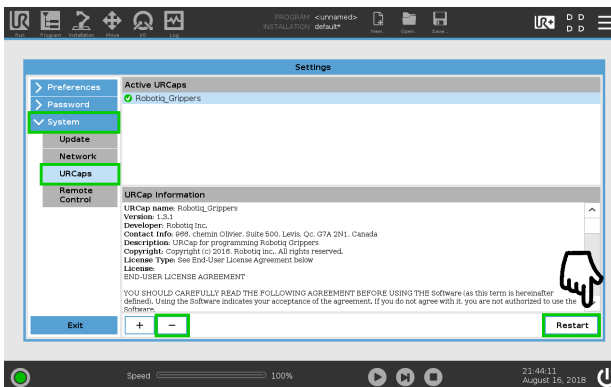 PROGRAM <unnamed>
INSTALLATION default*
Run Program Installation Move I/O Log New... Open... Save...
UR+ D D
D D
Settings
Preferences
Password
System
Update
Network
URCaps
Remote
Control
Exit
Active URCaps
Robotiq_Grippers
URCap Information
URCap name: Robotiq_Grippers
Version: 1.3.1
Developer: Robotiq Inc.
Contact Info: 966, chemin Olivier, Suite 500, Levis, Qc, G7A 2N1, Canada
Description: URCap for programming Robotiq Grippers
Copyright: Copyright (c) 2016, Robotiq inc., All rights reserved.
License Type: See End-User License Agreement below
License:
END-USER LICENSE AGREEMENT
YOU SHOULD CAREFULLY READ THE FOLLOWING AGREEMENT BEFORE USING THE Software (as this term is hereinafter
defined). Using the Software indicates your acceptance of the agreement. If you do not agree with it, you are not authorized to use the
Software.
+ − Restart
Speed 100%
21:44:11
August 16, 2018